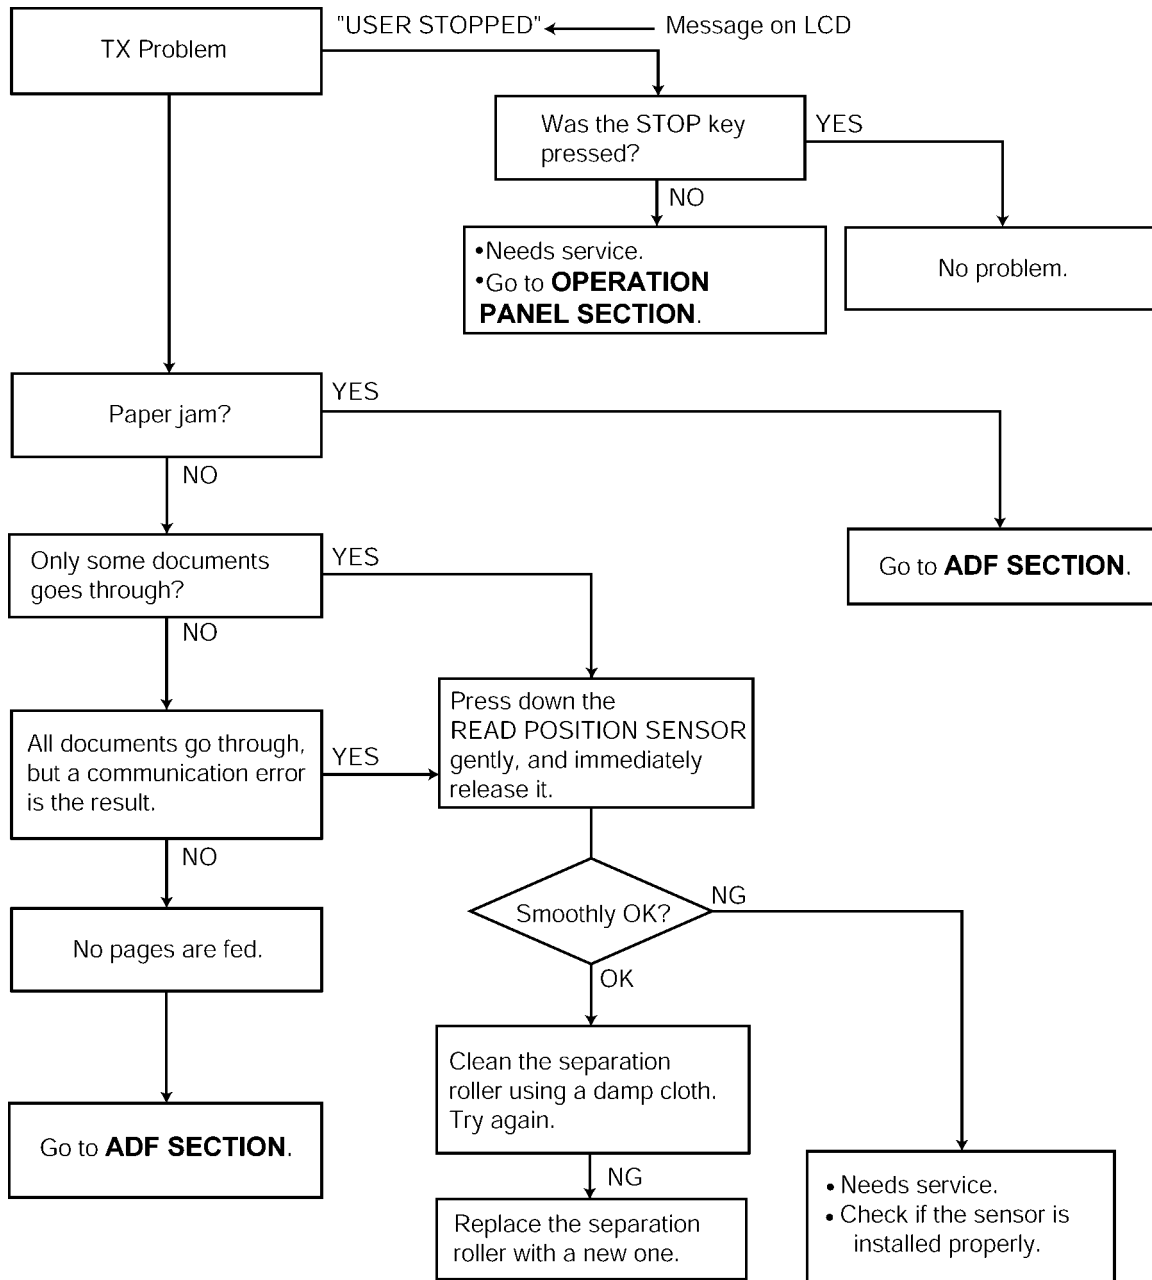 "USER STOPPED"
Message on LCD
TX Problem
Was the STOP key
pressed?
YES
NO
•Needs service.
•Go to OPERATION
PANEL SECTION.
No problem.
Paper jam?
YES
NO
Go to ADF SECTION.
Only some documents
goes through?
YES
NO
Press down the
READ POSITION SENSOR
gently, and immediately
release it.
All documents go through,
but a communication error
is the result.
YES
NO
Smoothly OK?
NG
OK
No pages are fed.
Clean the separation
roller using a damp cloth.
Try again.
Go to ADF SECTION.
NG
Replace the separation
roller with a new one.
• Needs service.
• Check if the sensor is
installed properly.